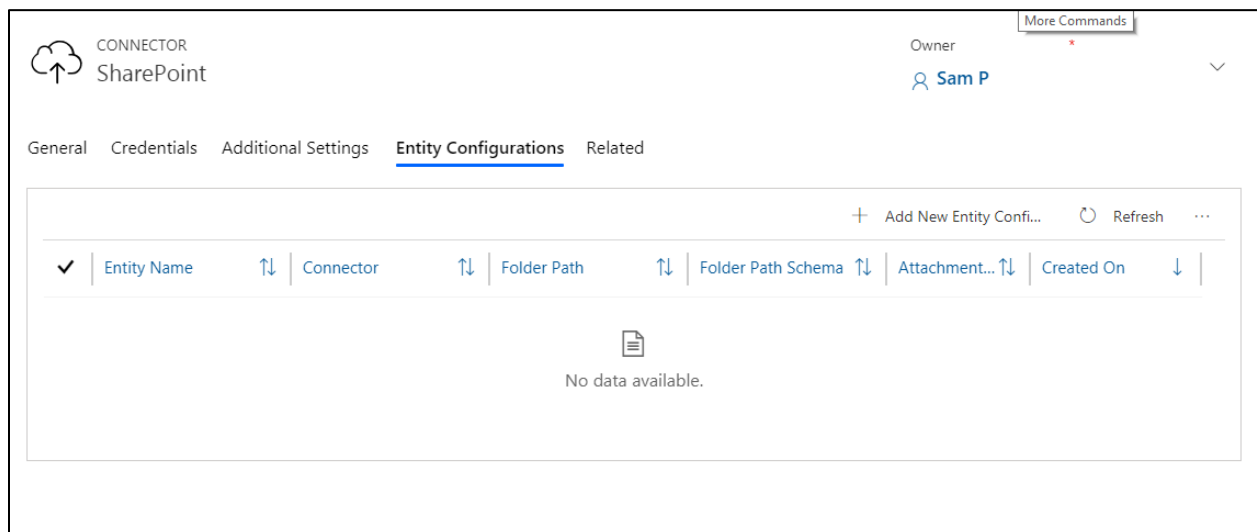 More Commands
CONNECTOR
SharePoint
Owner *
Sam P
General Credentials Additional Settings Entity Configurations Related
Add New Entity Confi... Refresh ...
Entity Name Connector Folder Path Folder Path Schema Attachment... Created On
No data available.